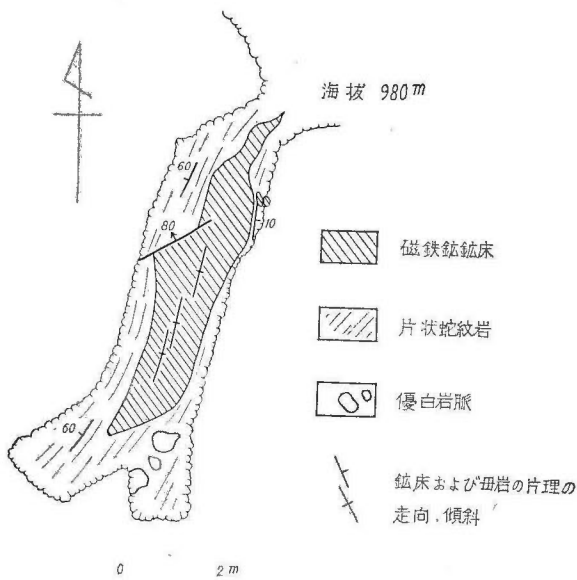 海抜 980m
60
80
10
60
磁鉄鉱鉱床
片状蛇紋岩
優白岩脈
鉱床および母岩の片理の
走向、傾斜
0 2m